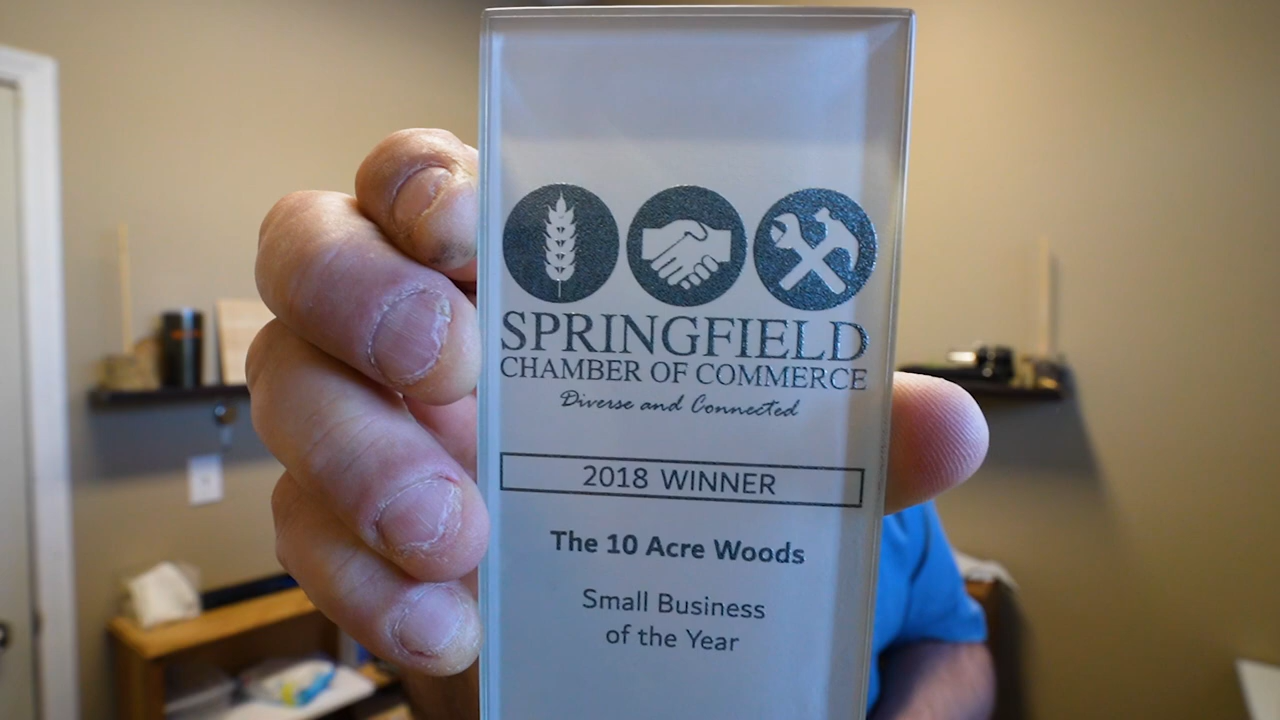 SPRINGFIELD
CHAMBER OF COMMERCE
Diverse and Connected
2018 WINNER
The 10 Acre Woods
Small Business
of the Year